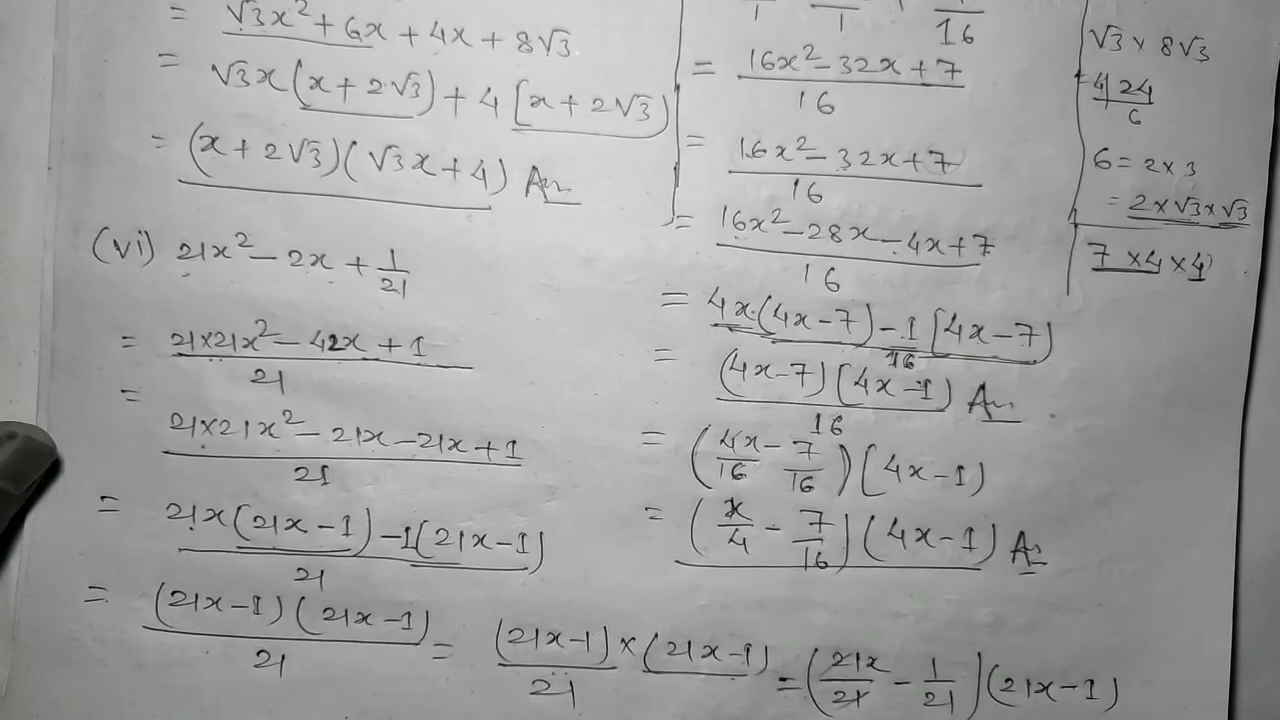 = √3x² + 6x + 4x + 8√3
= √3x(x + 2√3) + 4[x + 2√3)
= (x + 2√3)(√3x + 4) Ans
(vi) 21x² - 2x + 1/21
= 21×21x² - 42x + 1 / 21
= 21×21x² - 21x - 21x + 1 / 21
= 21x(21x - 1) - 1(21x - 1) / 21
= (21x - 1)(21x - 1) / 21 = (21x - 1) / 21 × (21x - 1) = (21x/21 - 1/21)(21x - 1)
16
= 16x² - 32x + 7 / 16
= 16x² - 32x + 7 / 16
= 16x² - 28x - 4x + 7 / 16
= 4x(4x - 7) - 1[4x - 7) / 16
= (4x - 7)(4x - 1) / 16 Ans
= (4x/16 - 7/16)(4x - 1)
= (x/4 - 7/16)(4x - 1) Ans
√3 × 8√3
4| 24
6
6 = 2 × 3
= 2 × √3 × √3
7 × 4 × 4